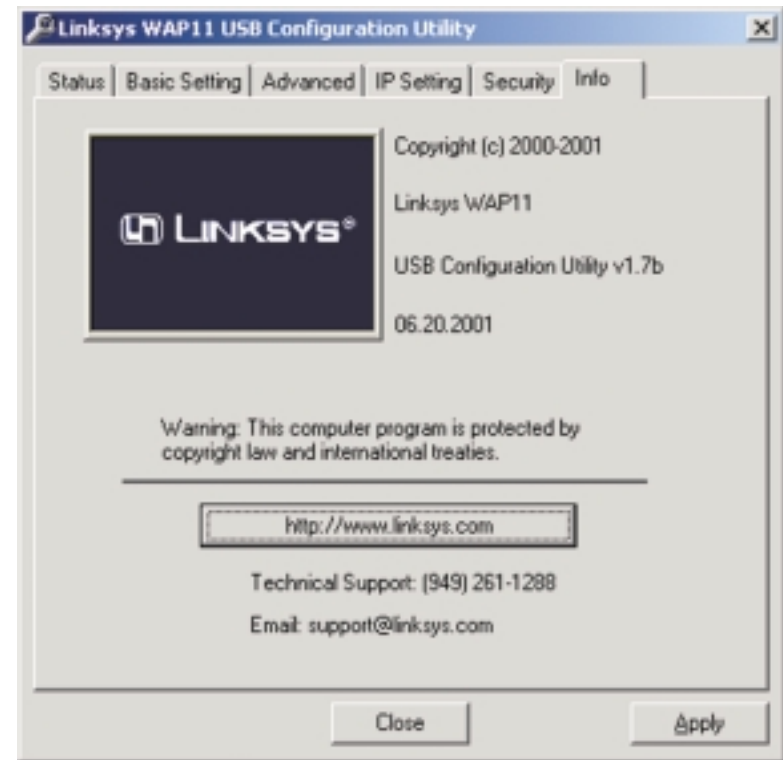 Linksys WAP11 USB Configuration Utility
Status Basic Setting Advanced IP Setting Security Info
LINKSYS®
Copyright (c) 2000-2001
Linksys WAP11
USB Configuration Utility v1.7b
06.20.2001
Warning: This computer program is protected by
copyright law and international treaties.
http://www.linksys.com
Technical Support: (949) 261-1288
Email: support@linksys.com
Close Apply